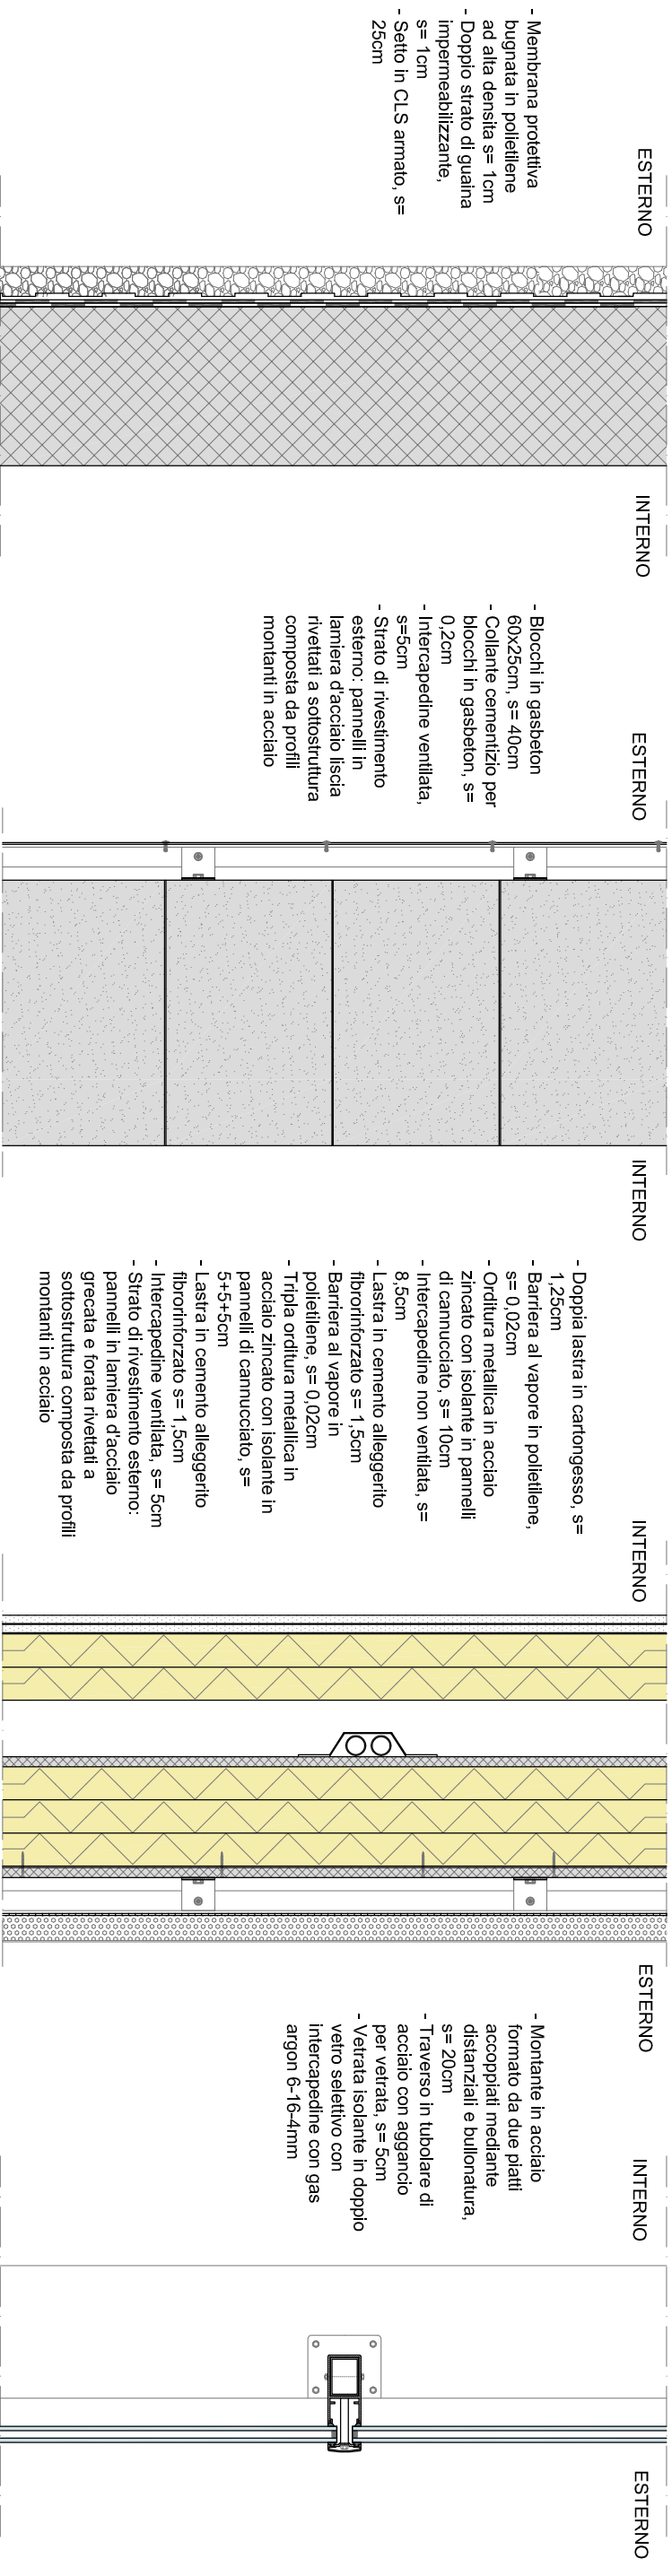 ESTERNO
- Membrana protettiva
bugnata in polietilene
ad alta densita s= 1cm
- Doppio strato di guaina
impermeabilizzante,
s= 1cm
- Setto in CLS armato, s=
25cm
INTERNO
ESTERNO
- Blocchi in gasbeton
60x25cm, s= 40cm
- Collante cementizio per
blocchi in gasbeton, s=
0,2cm
- Intercapedine ventilata,
s=5cm
- Strato di rivestimento
esterno: pannelli in
lamiera d'acciaio liscia
rivettati a sottostruttura
composta da profili
montanti in acciaio
INTERNO
INTERNO
- Doppia lastra in cartongesso, s=
1,25cm
- Barriera al vapore in polietilene,
s= 0,02cm
- Orditura metallica in acciaio
zincato con isolante in pannelli
di cannucciato, s= 10cm
- Intercapedine non ventilata, s=
8,5cm
- Lastra in cemento alleggerito
fibrorinforzato s= 1,5cm
- Barriera al vapore in
polietilene, s= 0,02cm
- Tripla orditura metallica in
acciaio zincato con isolante in
pannelli di cannucciato, s=
5+5+5cm
- Lastra in cemento alleggerito
fibrorinforzato s= 1,5cm
- Intercapedine ventilata, s= 5cm
- Strato di rivestimento esterno:
pannelli in lamiera d'acciaio
grecata e forata rivettati a
sottostruttura composta da profili
montanti in acciaio
ESTERNO
INTERNO
- Montante in acciaio
formato da due piatti
accoppiati mediante
distanziali e bullonatura,
s= 20cm
- Traverso in tubolare di
acciaio con aggancio
per vetrata, s= 5cm
- Vetrata isolante in doppio
vetro selettivo con
intercapedine con gas
argon 6-16-4mm
ESTERNO